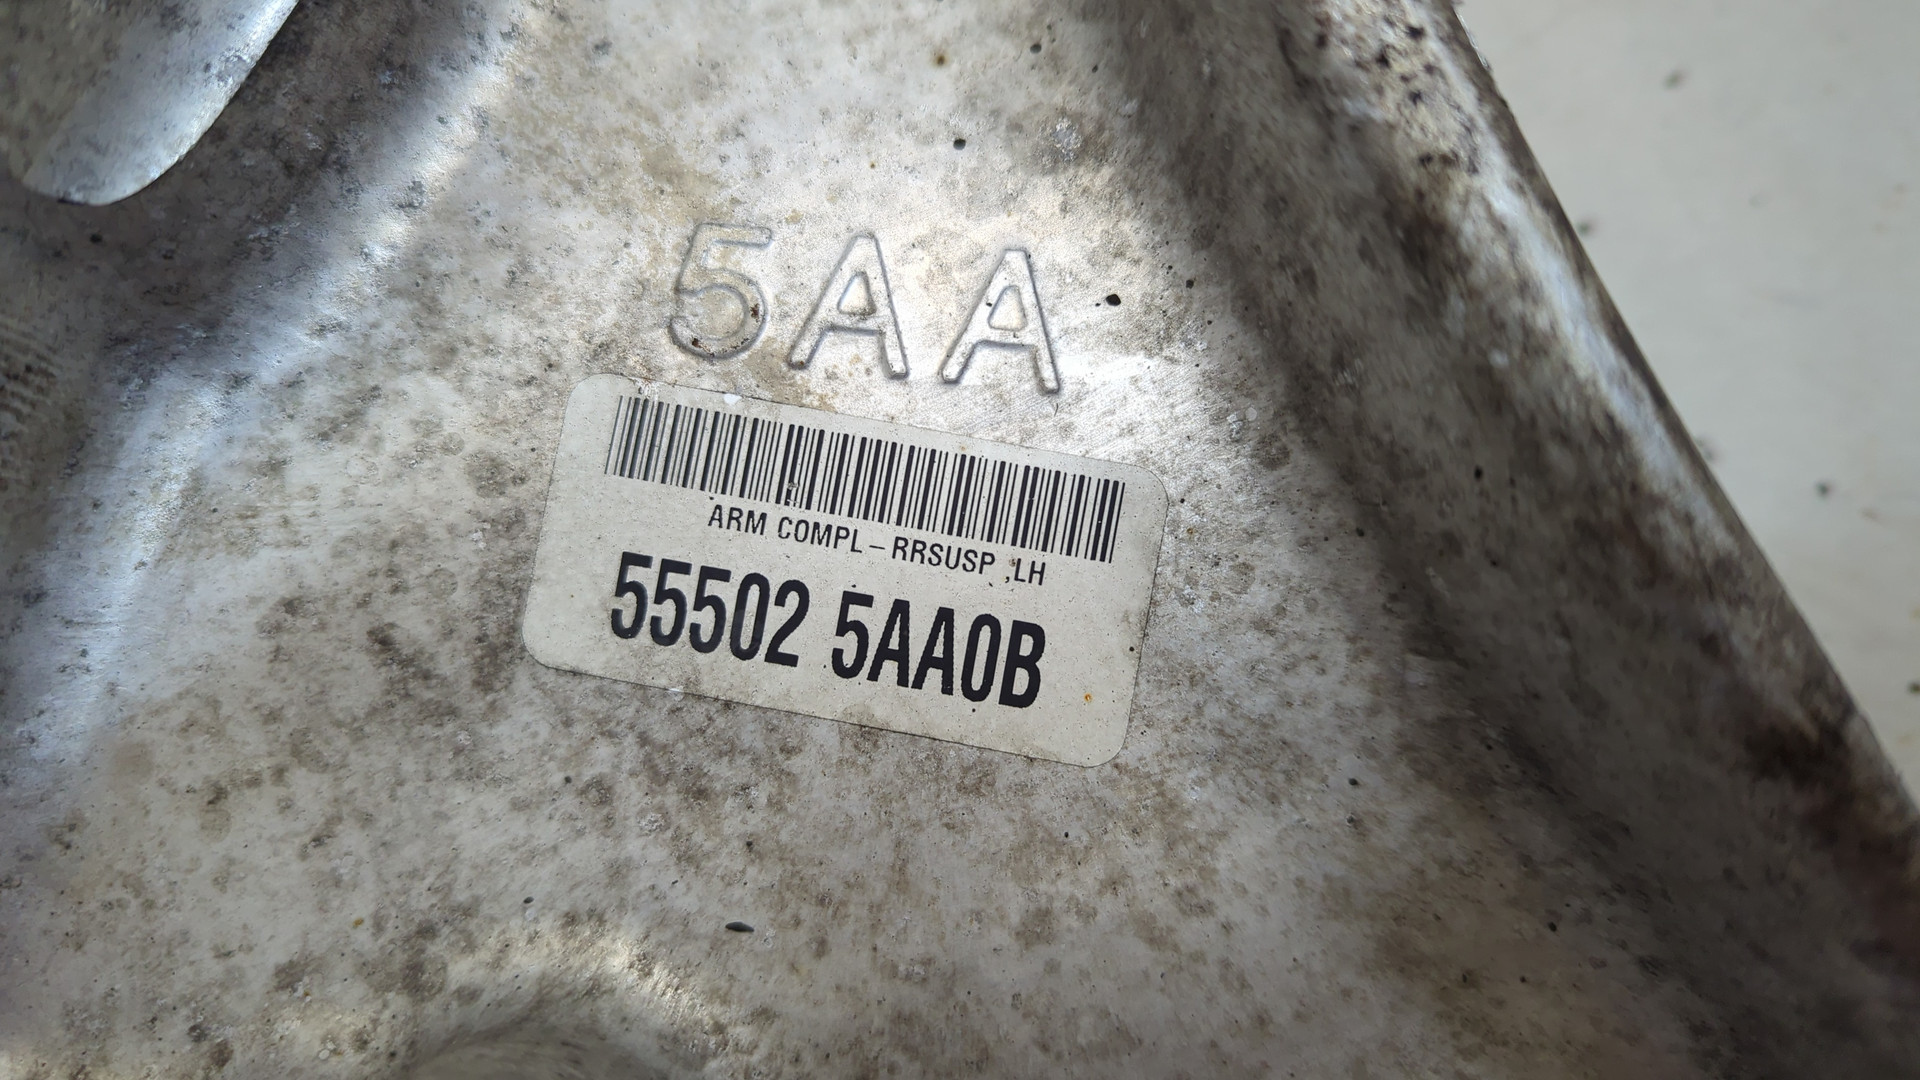 5AA
ARM COMPL-RRSUSP ,LH
55502 5AA0B